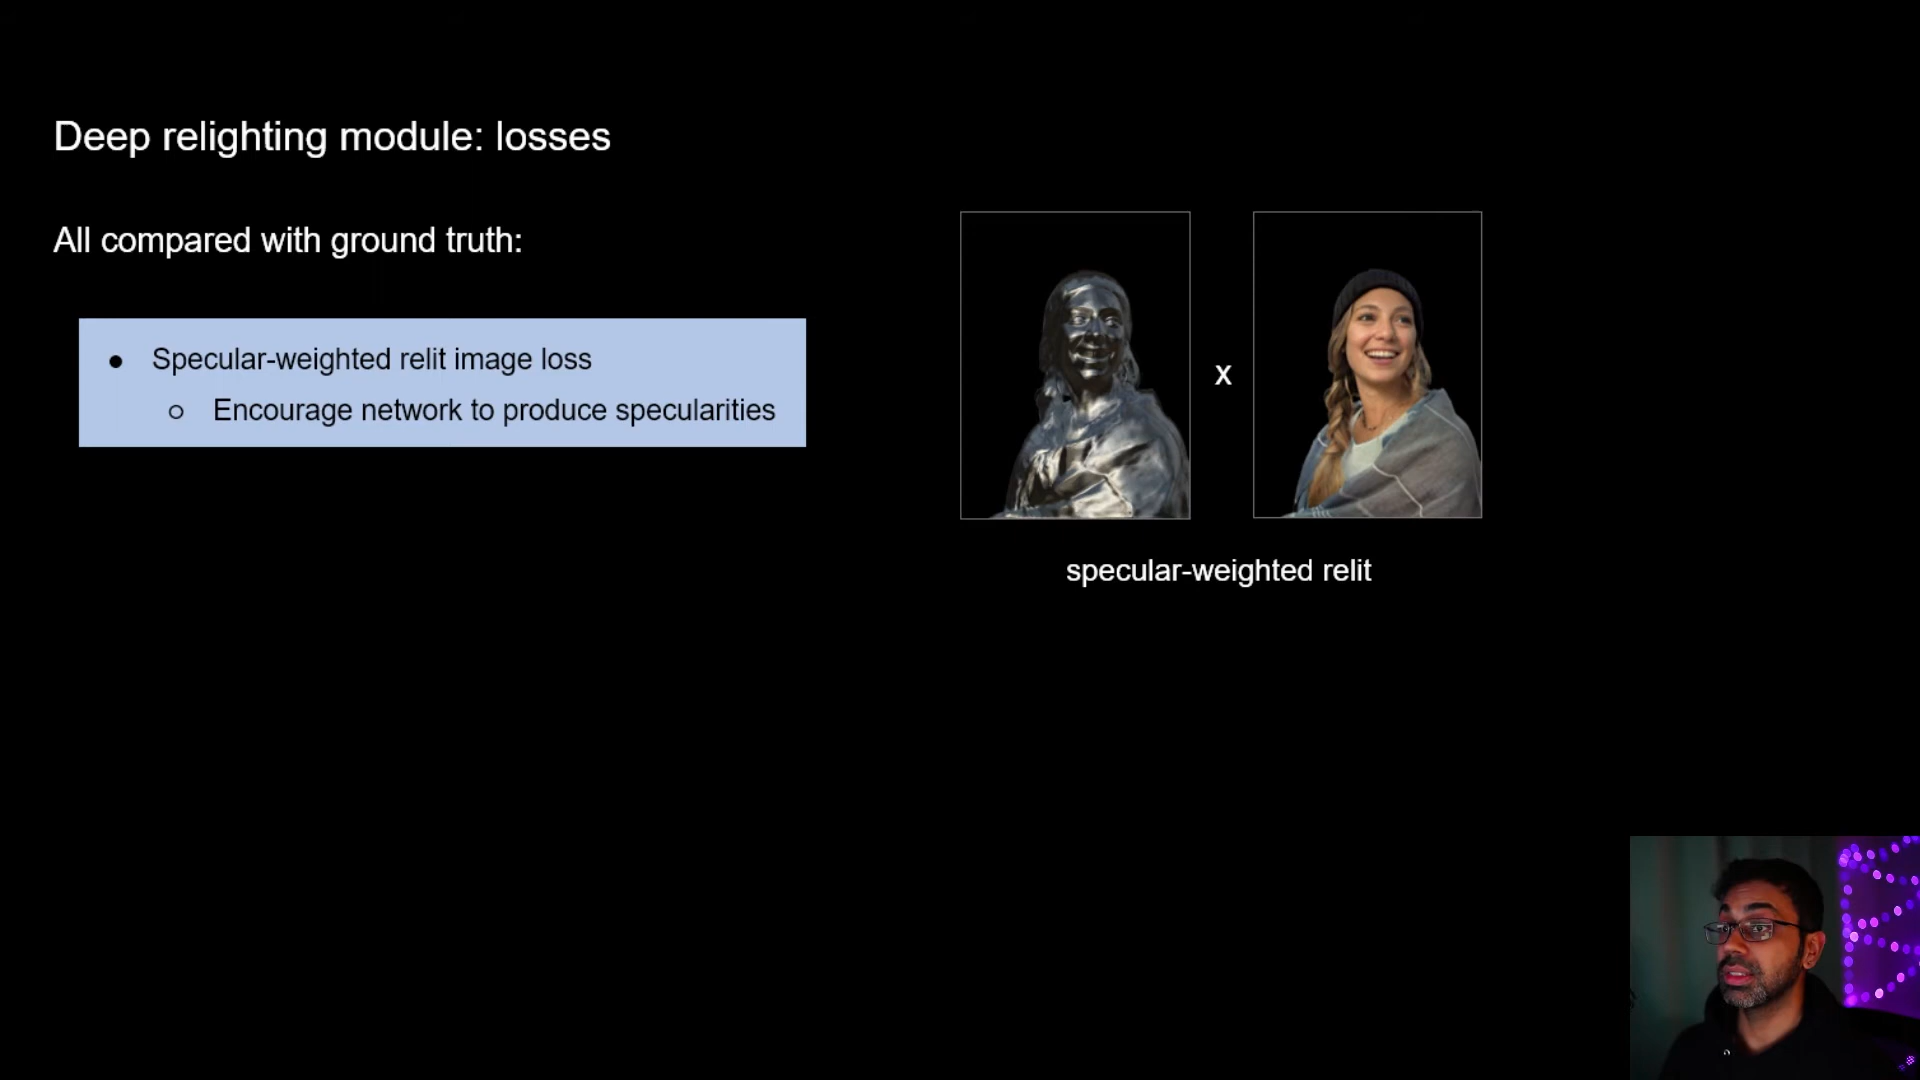 Deep relighting module: losses
All compared with ground truth:
● Specular-weighted relit image loss
○ Encourage network to produce specularities
x
specular-weighted relit